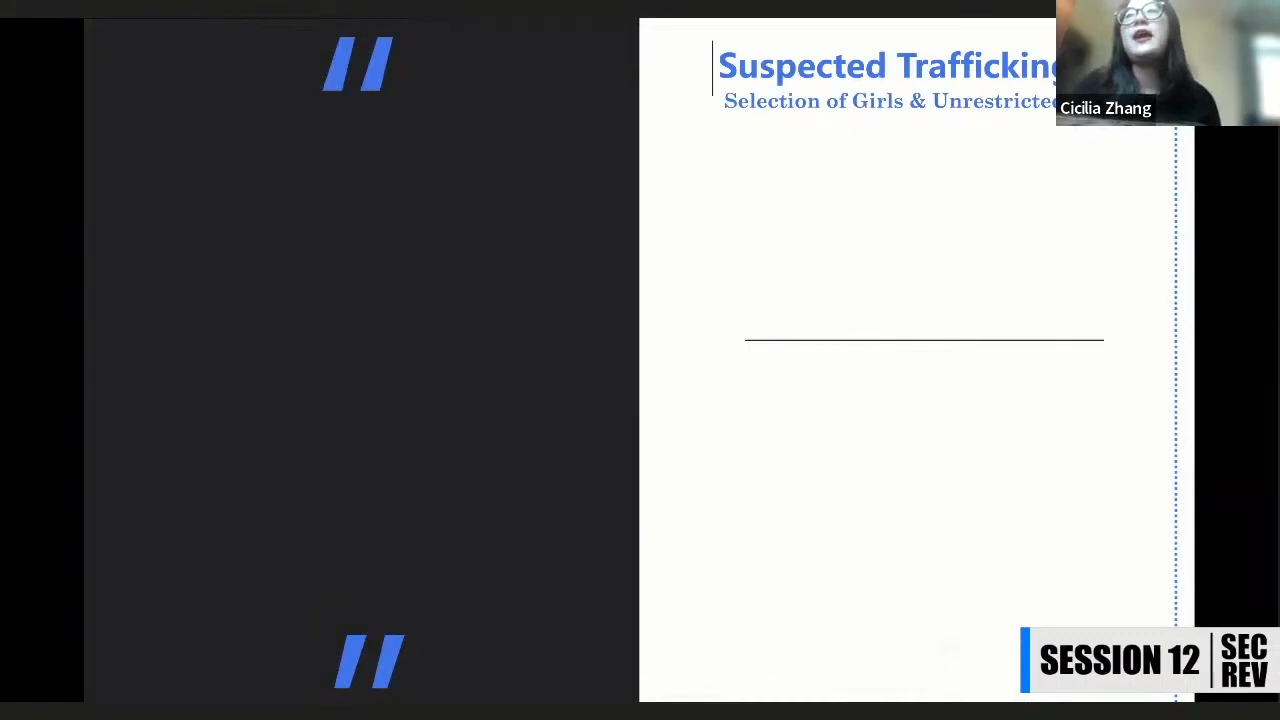 Suspected Trafficking
Selection of Girls & Unrestricted
Cicilia Zhang
SESSION 12
SEC
REV